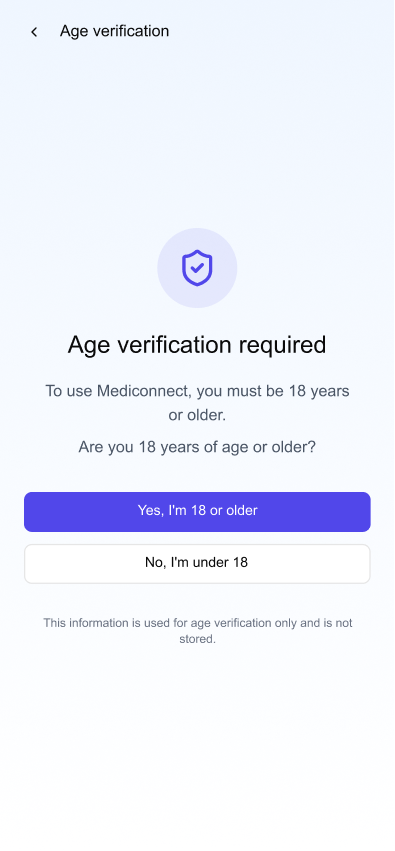 Age verification
Age verification required
To use Mediconnect, you must be 18 years
or older.
Are you 18 years of age or older?
Yes, I'm 18 or older
No, I'm under 18
This information is used for age verification only and is not
stored.